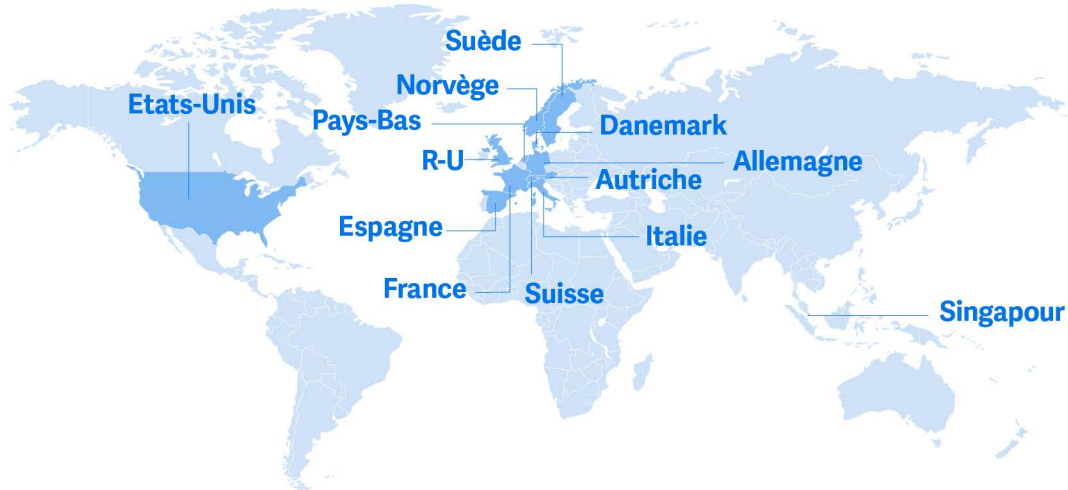 Suède
Norvège
Etats-Unis
Pays-Bas
Danemark
R-U
Allemagne
Autriche
Espagne
Italie
France
Suisse
Singapour